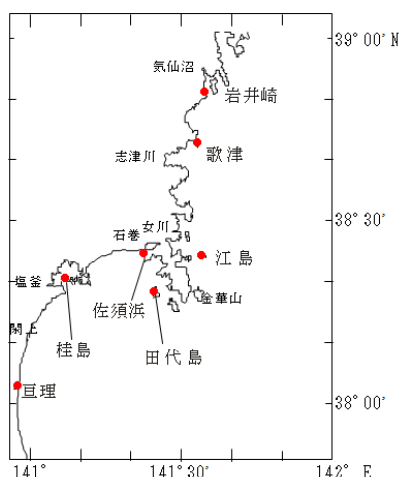 39°00′N
気仙沼
岩井崎
歌津
志津川
38°30′
女川
石巻
江島
塩釜
佐須浜
金華山
閖上
桂島
田代島
亘理
38°00′
141°
141°30′
142° E